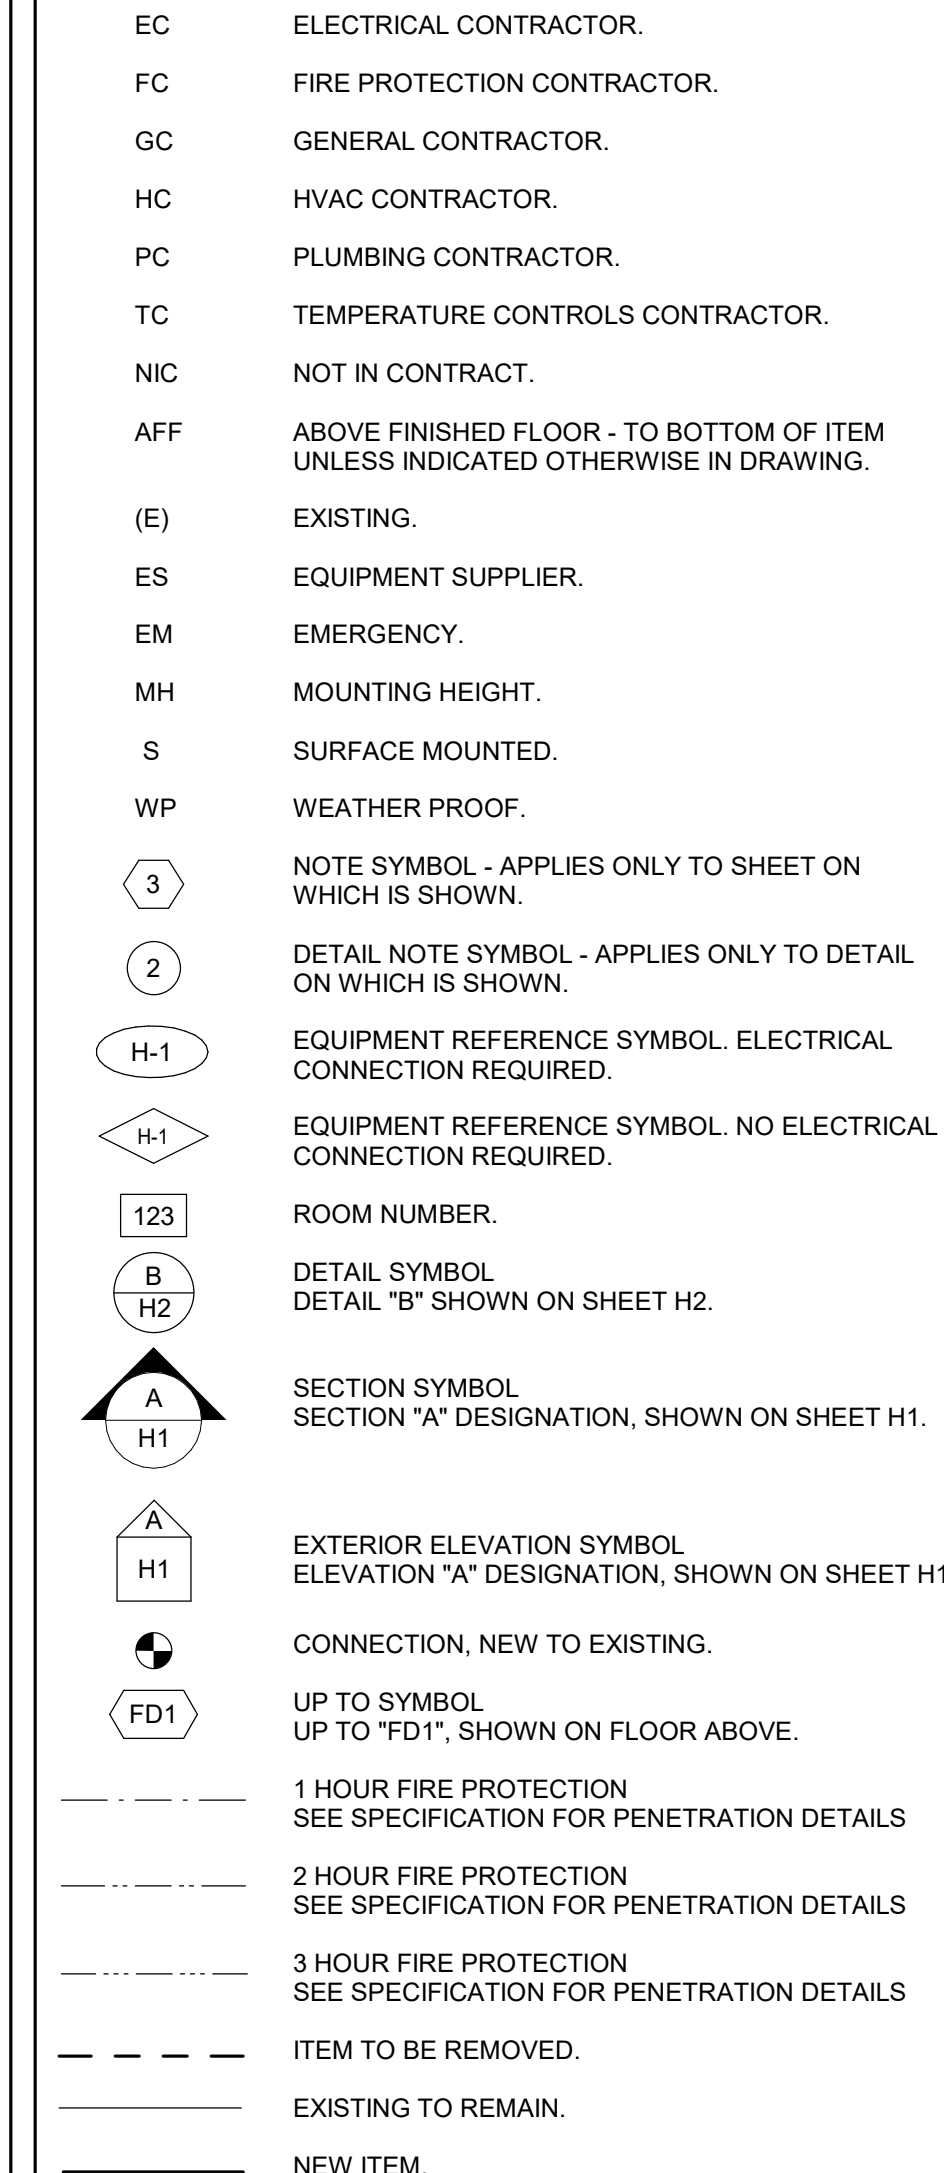 EC ELECTRICAL CONTRACTOR.
FC FIRE PROTECTION CONTRACTOR.
GC GENERAL CONTRACTOR.
HC HVAC CONTRACTOR.
PC PLUMBING CONTRACTOR.
TC TEMPERATURE CONTROLS CONTRACTOR.
NIC NOT IN CONTRACT.
AFF ABOVE FINISHED FLOOR - TO BOTTOM OF ITEM
UNLESS INDICATED OTHERWISE IN DRAWING.
(E) EXISTING.
ES EQUIPMENT SUPPLIER.
EM EMERGENCY.
MH MOUNTING HEIGHT.
S SURFACE MOUNTED.
WP WEATHER PROOF.
3 NOTE SYMBOL - APPLIES ONLY TO SHEET ON
WHICH IS SHOWN.
2 DETAIL NOTE SYMBOL - APPLIES ONLY TO DETAIL
ON WHICH IS SHOWN.
H-1 EQUIPMENT REFERENCE SYMBOL. ELECTRICAL
CONNECTION REQUIRED.
H-1 EQUIPMENT REFERENCE SYMBOL. NO ELECTRICAL
CONNECTION REQUIRED.
123 ROOM NUMBER.
B DETAIL SYMBOL
H2 DETAIL "B" SHOWN ON SHEET H2.
A SECTION SYMBOL
SECTION "A" DESIGNATION, SHOWN ON SHEET H1.
H1
A
EXTERIOR ELEVATION SYMBOL
H1 ELEVATION "A" DESIGNATION, SHOWN ON SHEET H1
CONNECTION, NEW TO EXISTING.
FD1 UP TO SYMBOL
UP TO "FD1", SHOWN ON FLOOR ABOVE.
1 HOUR FIRE PROTECTION
SEE SPECIFICATION FOR PENETRATION DETAILS
2 HOUR FIRE PROTECTION
SEE SPECIFICATION FOR PENETRATION DETAILS
3 HOUR FIRE PROTECTION
SEE SPECIFICATION FOR PENETRATION DETAILS
ITEM TO BE REMOVED.
EXISTING TO REMAIN.
NEW ITEM.